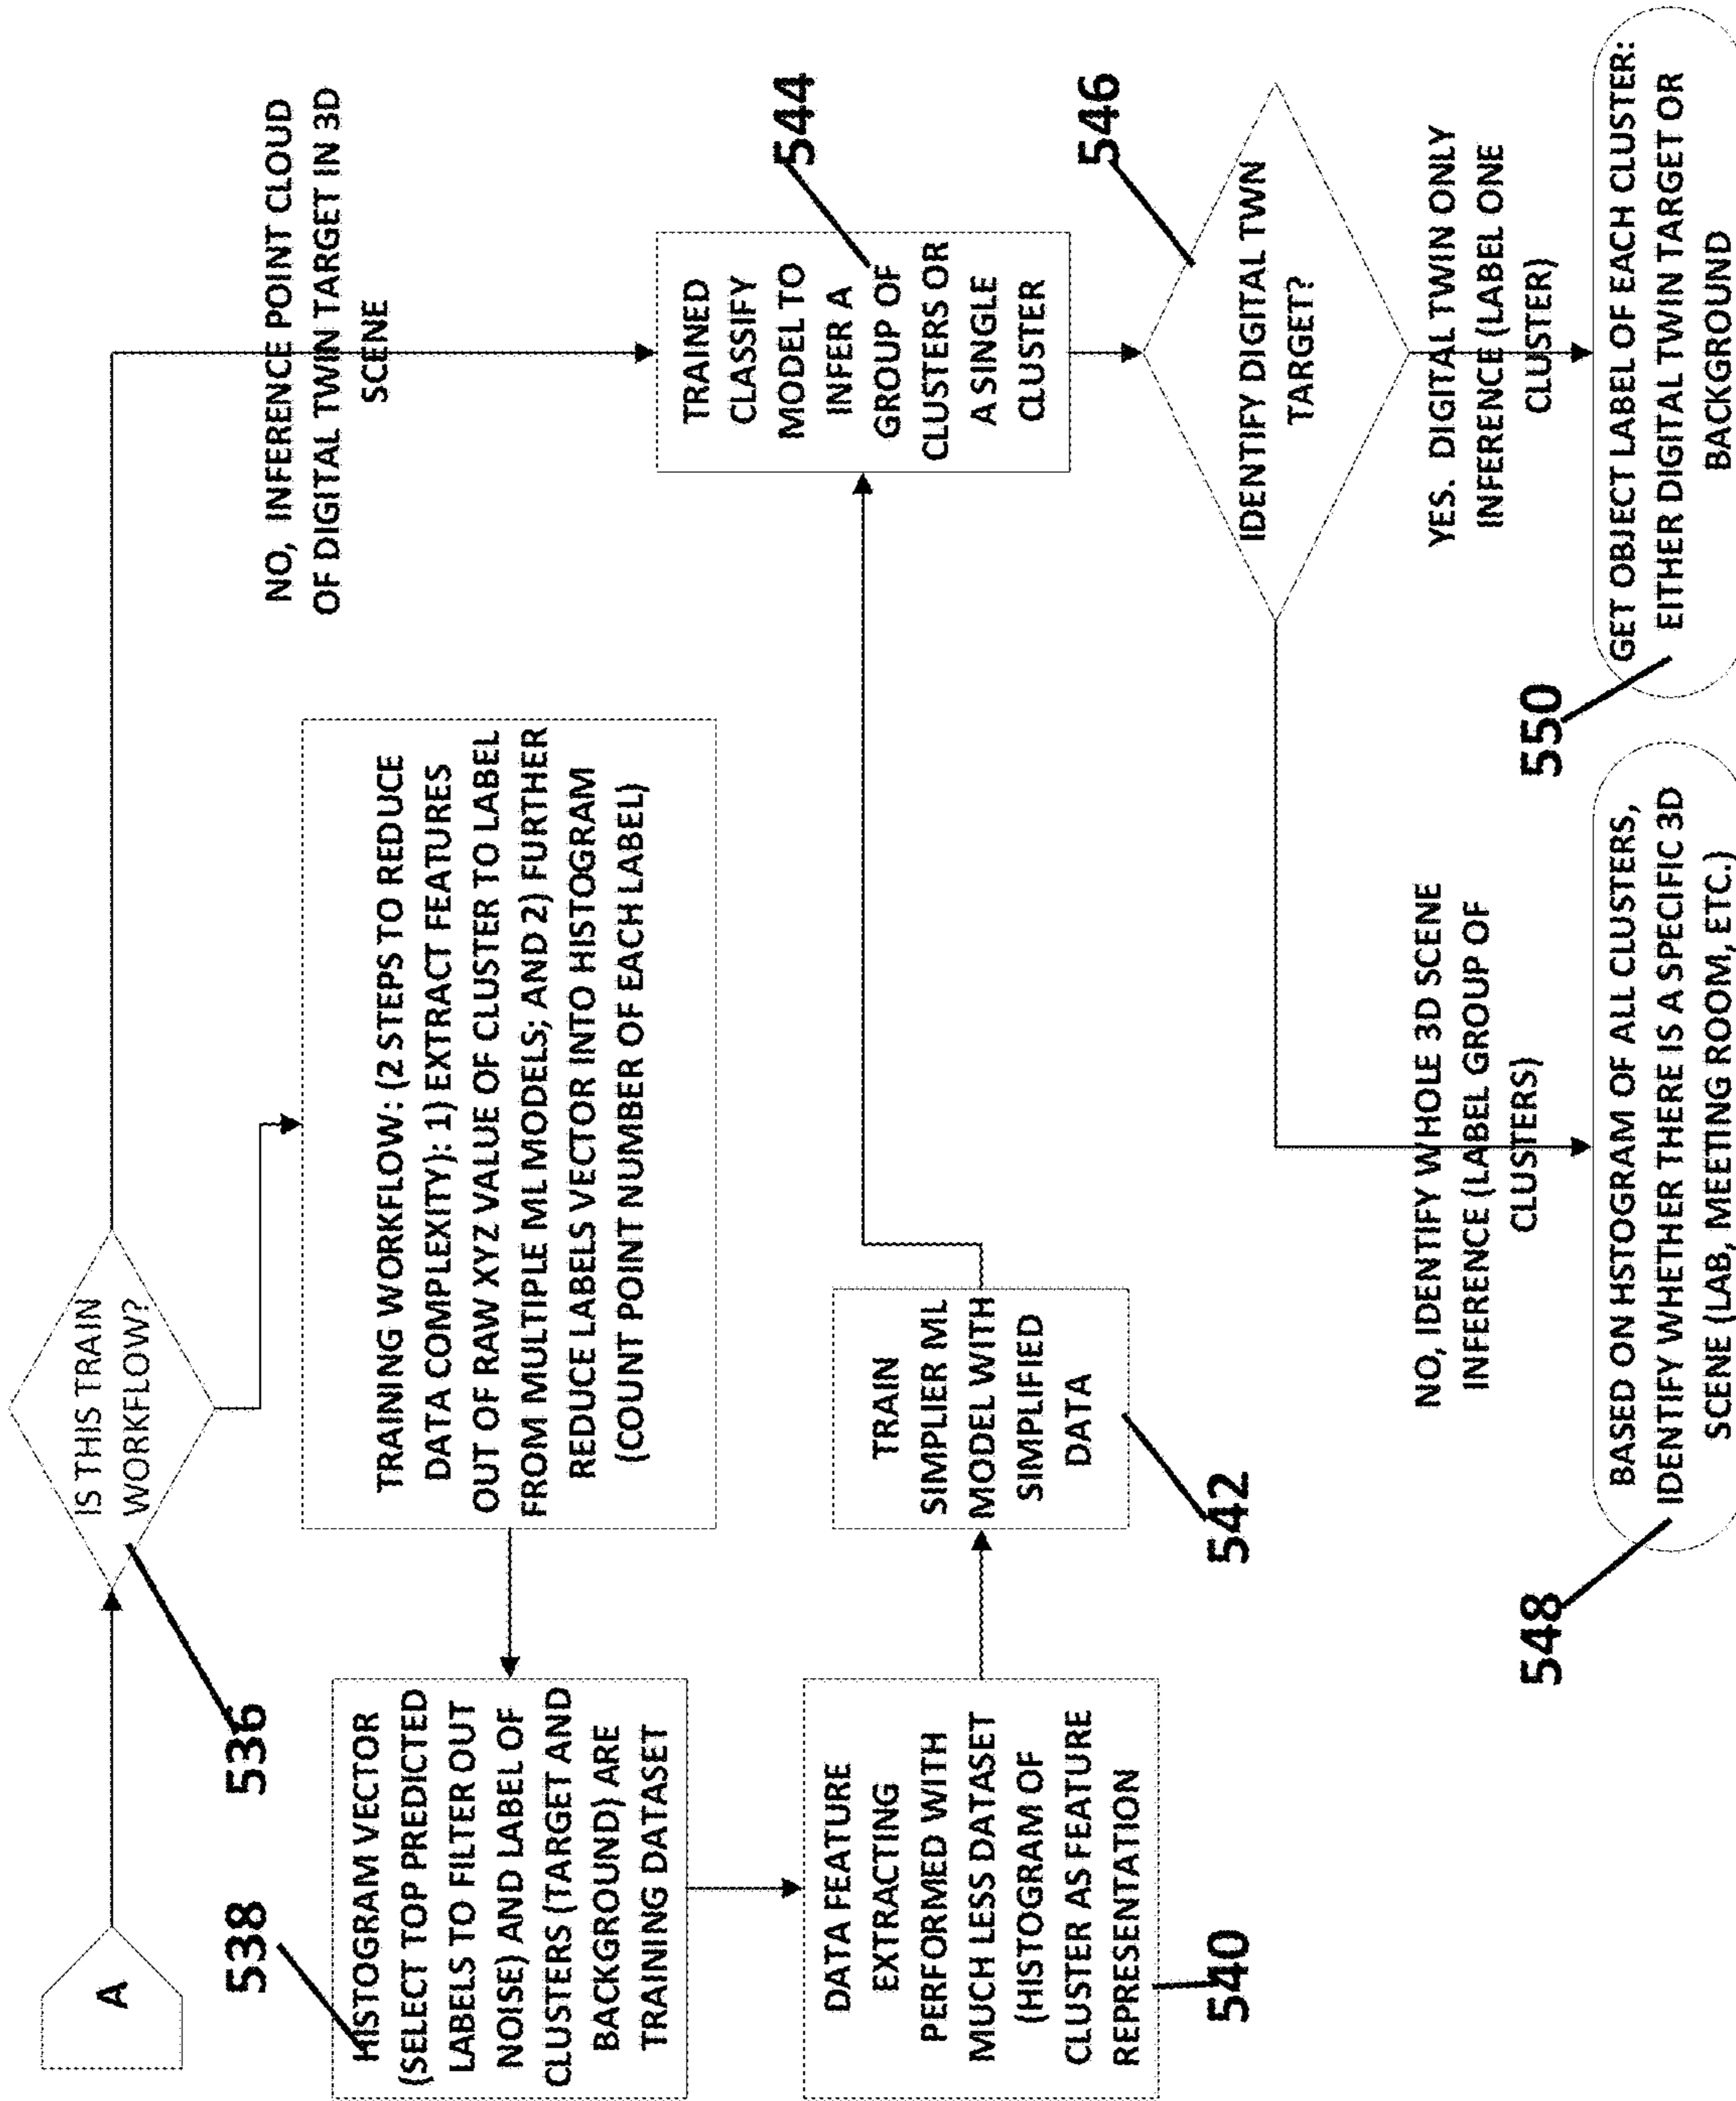 A
IS THIS TRAIN
WORKFLOW?
536
NO, INFERENCE POINT CLOUD
OF DIGITAL TWIN TARGET IN 3D
SCENE
TRAINING WORKFLOW: (2 STEPS TO REDUCE
DATA COMPLEXITY): 1) EXTRACT FEATURES
OUT OF RAW XYZ VALUE OF CLUSTER TO LABEL
FROM MULTIPLE ML MODELS; AND 2) FURTHER
REDUCE LABELS VECTOR INTO HISTOGRAM
(COUNT POINT NUMBER OF EACH LABEL)
538
HISTOGRAM VECTOR
(SELECT TOP PREDICTED
LABELS TO FILTER OUT
NOISE) AND LABEL OF
CLUSTERS (TARGET AND
BACKGROUND) ARE
TRAINING DATASET
DATA FEATURE
EXTRACTING
PERFORMED WITH
MUCH LESS DATASET
(HISTOGRAM OF
CLUSTER AS FEATURE
REPRESENTATION
540
TRAIN
SIMPLIER ML
MODEL WITH
SIMPLIFIED
DATA
542
TRAINED
CLASSIFY
MODEL TO
INFER A
GROUP OF
CLUSTERS OR
A SINGLE
CLUSTER
544
IDENTIFY DIGITAL TWN
TARGET?
546
NO, IDENTIFY WHOLE 3D SCENE
INFERENCE (LABEL GROUP OF
CLUSTERS)
YES. DIGITAL TWIN ONLY
INFERENCE (LABEL ONE
CLUSTER)
548
BASED ON HISTOGRAM OF ALL CLUSTERS,
IDENTIFY WHETHER THERE IS A SPECIFIC 3D
SCENE (LAB, MEETING ROOM, ETC.)
550
GET OBJECT LABEL OF EACH CLUSTER:
EITHER DIGITAL TWIN TARGET OR
BACKGROUND